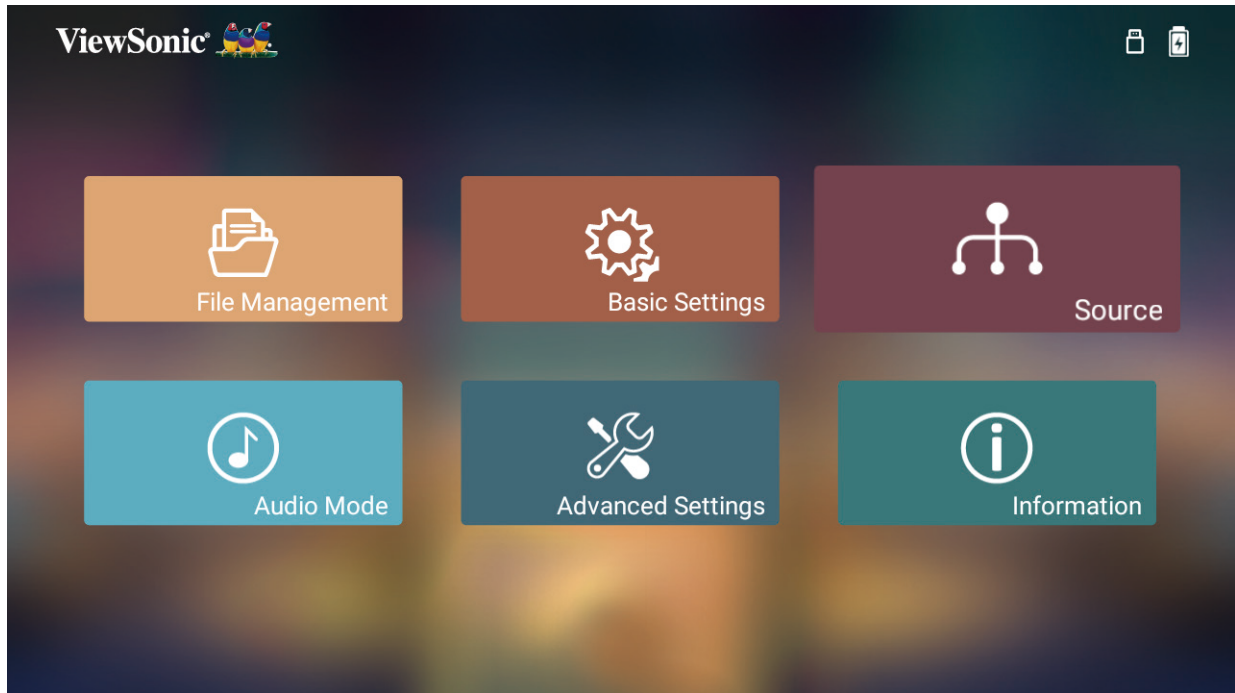 ViewSonic®
File Management
Basic Settings
Source
Audio Mode
Advanced Settings
Information